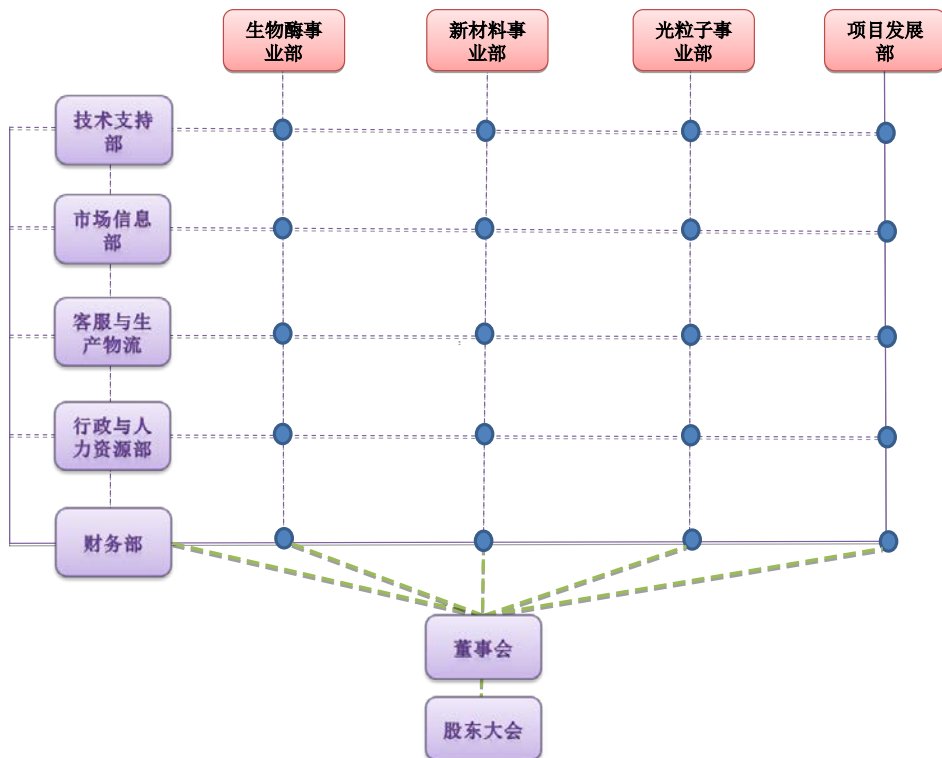 生物酶事
业部
新材料事
业部
光粒子事
业部
项目发展
部
技术支持
部
市场信息
部
客服与生
产物流
行政与人
力资源部
财务部
董事会
股东大会